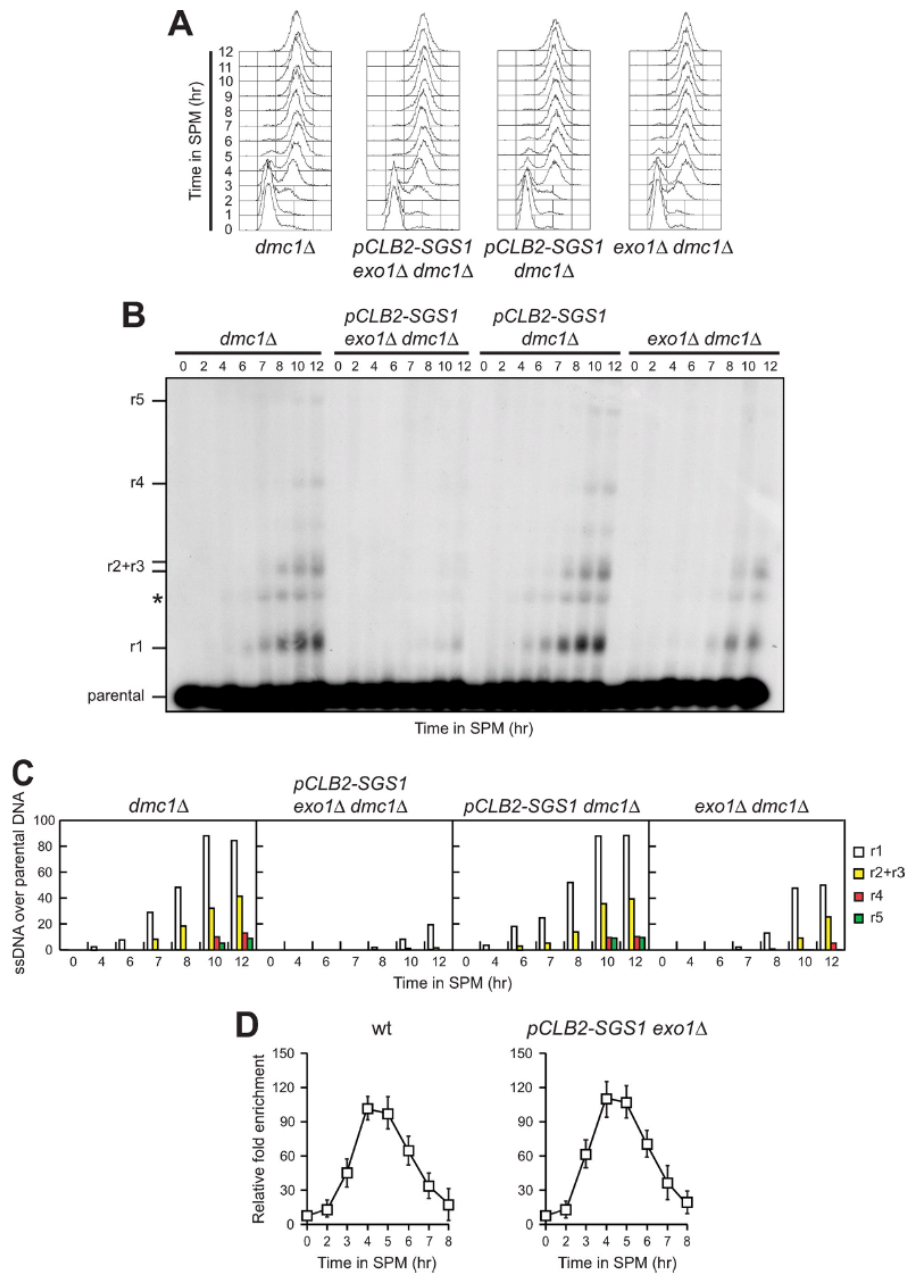 A
Time in SPM (hr)
12
11
10
9
8
7
6
5
4
3
2
1
0
dmc1Δ
pCLB2-SGS1
exo1Δ dmc1Δ
pCLB2-SGS1
dmc1Δ
exo1Δ dmc1Δ
B
dmc1Δ
pCLB2-SGS1
exo1Δ dmc1Δ
pCLB2-SGS1
dmc1Δ
exo1Δ dmc1Δ
0 2 4 6 7 8 10 12 0 2 4 6 7 8 10 12 0 2 4 6 7 8 10 12 0 2 4 6 7 8 10 12
r5
r4
r2+r3
*
r1
parental
Time in SPM (hr)
C
dmc1Δ
pCLB2-SGS1
exo1Δ dmc1Δ
pCLB2-SGS1 dmc1Δ
exo1Δ dmc1Δ
ssDNA over parental DNA
100
80
60
40
20
0
r1
r2+r3
r4
r5
0 4 6 7 8 10 12 0 4 6 7 8 10 12 0 4 6 7 8 10 12 0 4 6 7 8 10 12
Time in SPM (hr)
D
wt
pCLB2-SGS1 exo1Δ
Relative fold enrichment
150
120
90
60
30
0
0 2 3 4 5 6 7 8
Time in SPM (hr)
150
120
90
60
30
0
0 2 3 4 5 6 7 8
Time in SPM (hr)